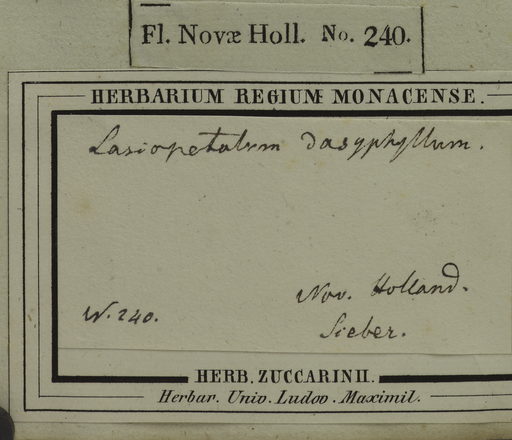 Fl. Novæ Holl. No. 240.
HERBARIUM REGIUM MONACENSE.
Lasiopetalum dasyphyllum.
Nov. Holland.
N. 240.
Sieber.
HERB. ZUCCARINII.
Herbar. Univ. Ludov. Maximil.